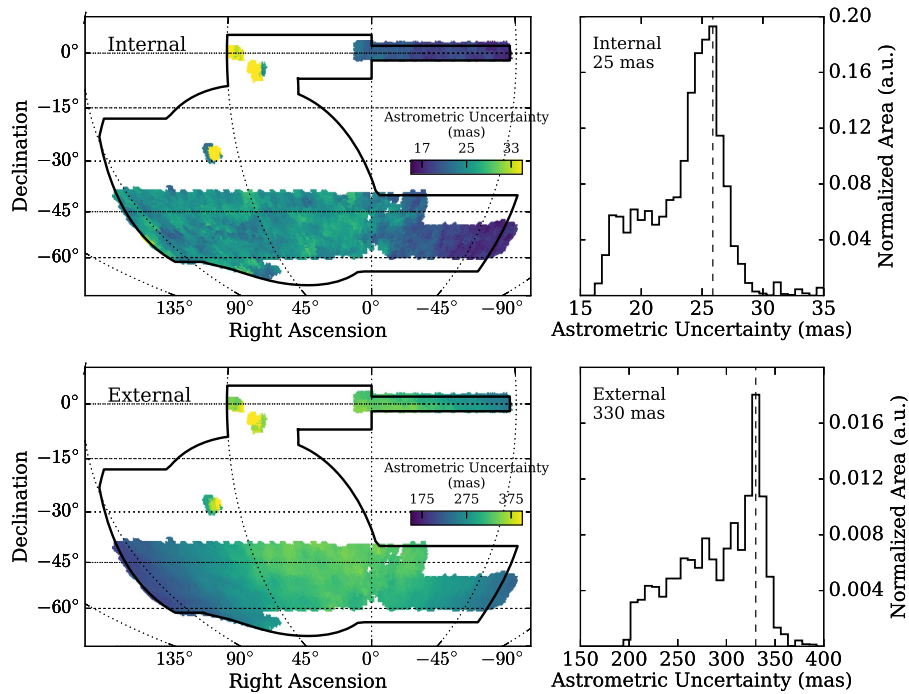 Internal
0°
−15°
−30°
−45°
−60°
Declination
Astrometric Uncertainty
(mas)
17 25 33
135° 90° 45° 0° −45° −90°
Right Ascension
Internal
25 mas
0.20
0.16
0.12
0.08
0.04
Normalized Area (a.u.)
15 20 25 30 35
Astrometric Uncertainty (mas)
External
0°
−15°
−30°
−45°
−60°
Declination
Astrometric Uncertainty
(mas)
175 275 375
135° 90° 45° 0° −45° −90°
Right Ascension
External
330 mas
0.016
0.012
0.008
0.004
Normalized Area (a.u.)
150 200 250 300 350 400
Astrometric Uncertainty (mas)